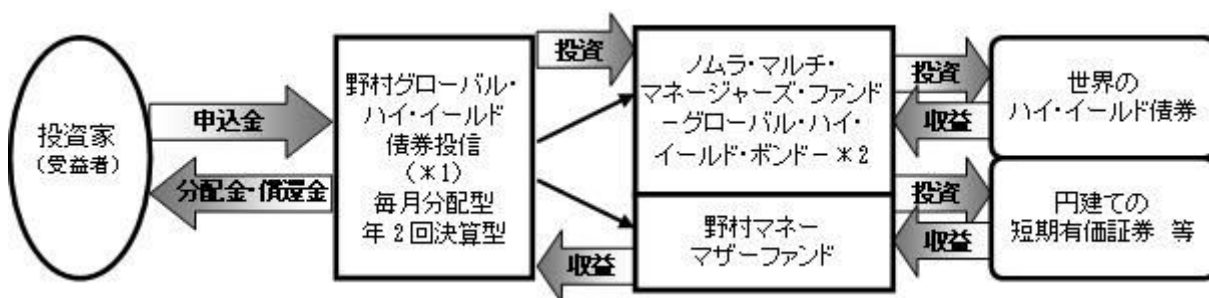 投資家
（受益者）
申込金
分配金・償還金
野村グローバル・
ハイ・イールド
債券投信
（＊1）
毎月分配型
年２回決算型
投資
収益
ノムラ・マルチ・
マネージャーズ・ファンド
－グローバル・ハイ・
イールド・ボンド－＊2
野村マネー
マザーファンド
投資
収益
投資
収益
世界の
ハイ・イールド債券
円建ての
短期有価証券 等